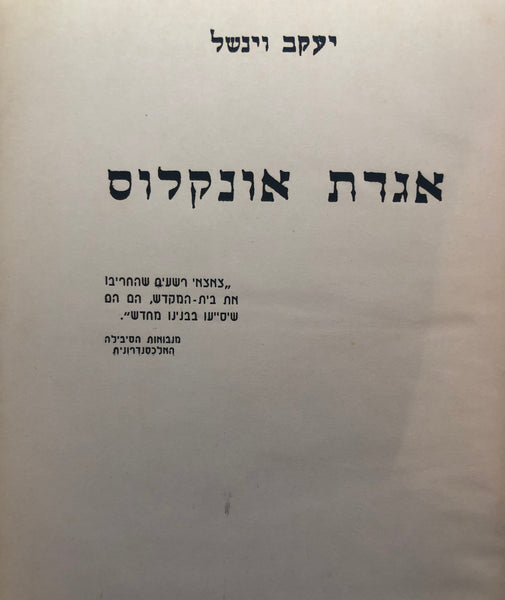 יעקב וינשל
אגדת אונקלוס
„צאצאי רשעים שהחריבו
את בית-המקדש, הם הם
שיסייעו בבנינו מחדש”.
מנבואות הסיבילה
האלכסנדרונית